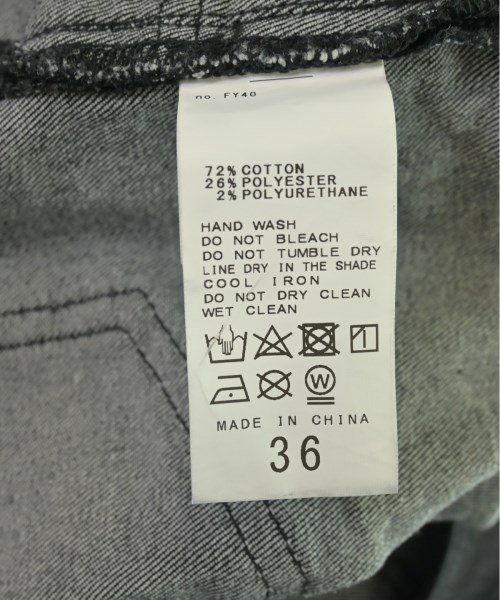 no. FY40
72% COTTON
26% POLYESTER
2% POLYURETHANE
HAND WASH
DO NOT BLEACH
DO NOT TUMBLE DRY
LINE DRY IN THE SHADE
COOL IRON
DO NOT DRY CLEAN
WET CLEAN
W
MADE IN CHINA
36